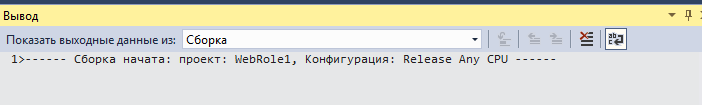 Вывод
Показать выходные данные из: Сборка
1>------ Сборка начата: проект: WebRole1, Конфигурация: Release Any CPU ------